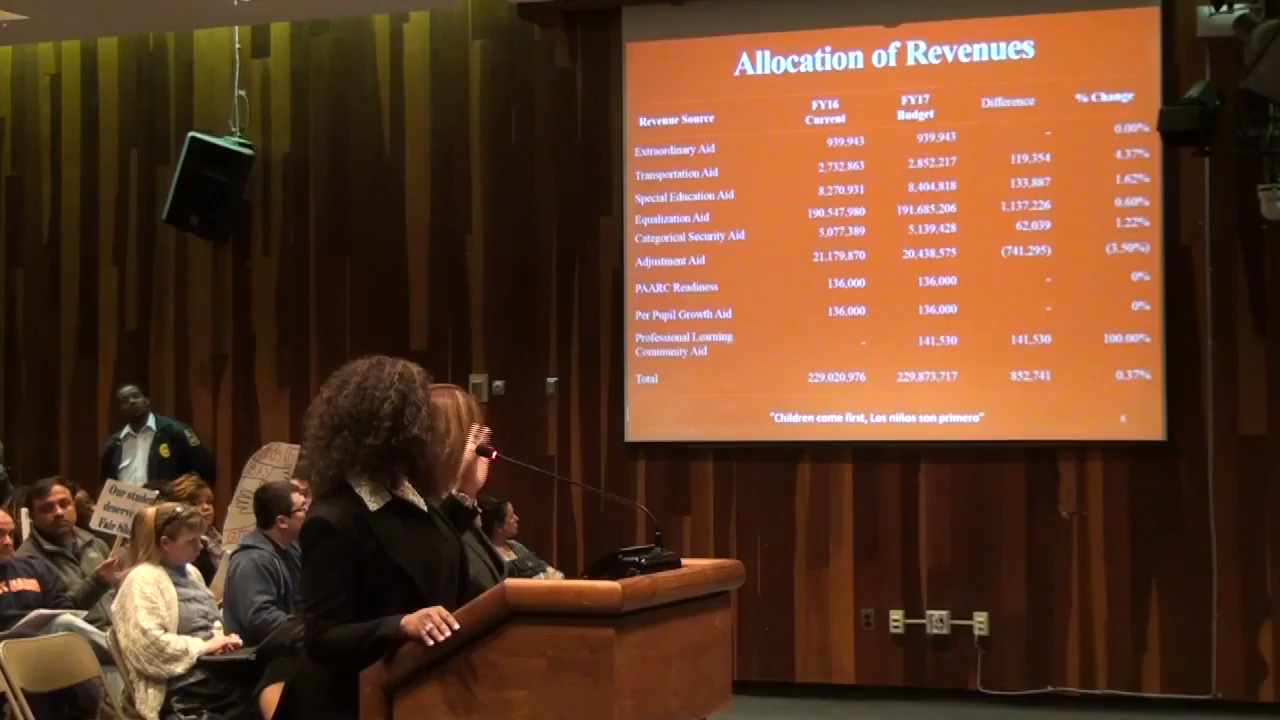 Allocation of Revenues
Revenue Source FY16 Current FY17 Budget Difference % Change
Extraordinary Aid 939,943 939,943 - 0.00%
Transportation Aid 2,732,863 2,852,217 119,354 4.37%
Special Education Aid 8,270,931 8,404,818 133,887 1.62%
Equalization Aid 190,547,980 191,685,206 1,137,226 0.60%
Categorical Security Aid 5,077,389 5,139,428 62,039 1.22%
Adjustment Aid 21,179,870 20,438,575 (741,295) (3.50%)
PAARC Readiness 136,000 136,000 - 0%
Per Pupil Growth Aid 136,000 136,000 - 0%
Professional Learning
Community Aid - 141,530 141,530 100.00%
Total 229,020,976 229,873,717 852,741 0.37%
"Children come first, Los niños son primero"
Our
deserve
Fair